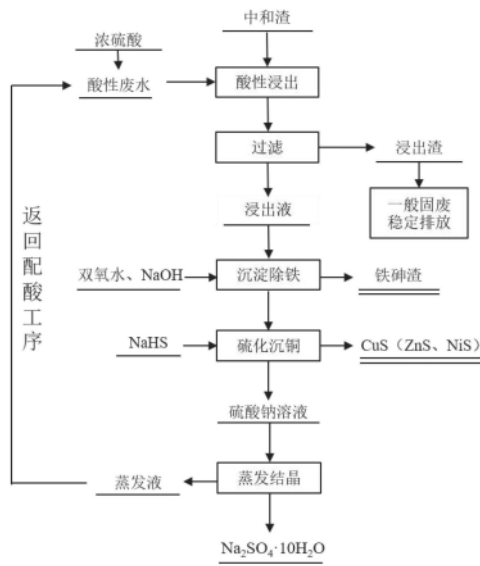 中和渣
浓硫酸
酸性废水
酸性浸出
过滤
浸出渣
一般固废
稳定排放
浸出液
返回配酸工序
双氧水、NaOH
沉淀除铁
铁砷渣
NaHS
硫化沉铜
CuS（ZnS、NiS）
硫酸钠溶液
蒸发液
蒸发结晶
Na₂SO₄·10H₂O